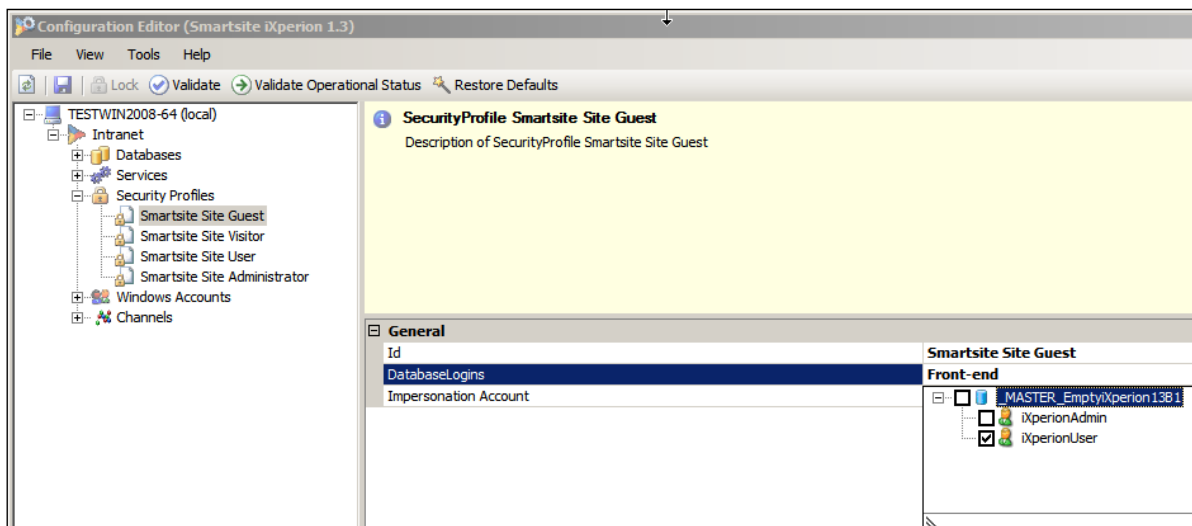 Configuration Editor (Smartsite iXperion 1.3)
File View Tools Help
Lock Validate Validate Operational Status Restore Defaults
TESTWIN2008-64 (local)
Intranet
Databases
Services
Security Profiles
Smartsite Site Guest
Smartsite Site Visitor
Smartsite Site User
Smartsite Site Administrator
Windows Accounts
Channels
SecurityProfile Smartsite Site Guest
Description of SecurityProfile Smartsite Site Guest
General
Id Smartsite Site Guest
DatabaseLogins Front-end
Impersonation Account
_MASTER_EmptyiXperion13B1
iXperionAdmin
iXperionUser